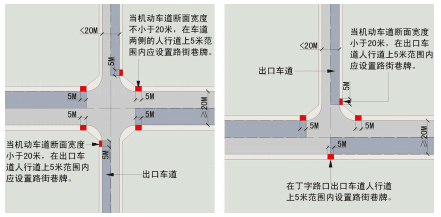 <20M
当机动车道断面宽度
不小于20米，在车道
两侧的人行道上5米范
围内应设置路街巷牌。
5M
5M
5M
5M
5M
≥20M
当机动车道断面宽度
小于20米，在出口车
道人行道上5米范围内
应设置路街巷牌。
5M
出口车道
<20M
当机动车道断面宽度
小于20米，在出口车
道人行道上5米范围内
应设置路街巷牌。
出口车道
5M
5M
5M
5M
≥20M
在丁字路口出口车道人行道
上5米范围内设置路街巷牌。